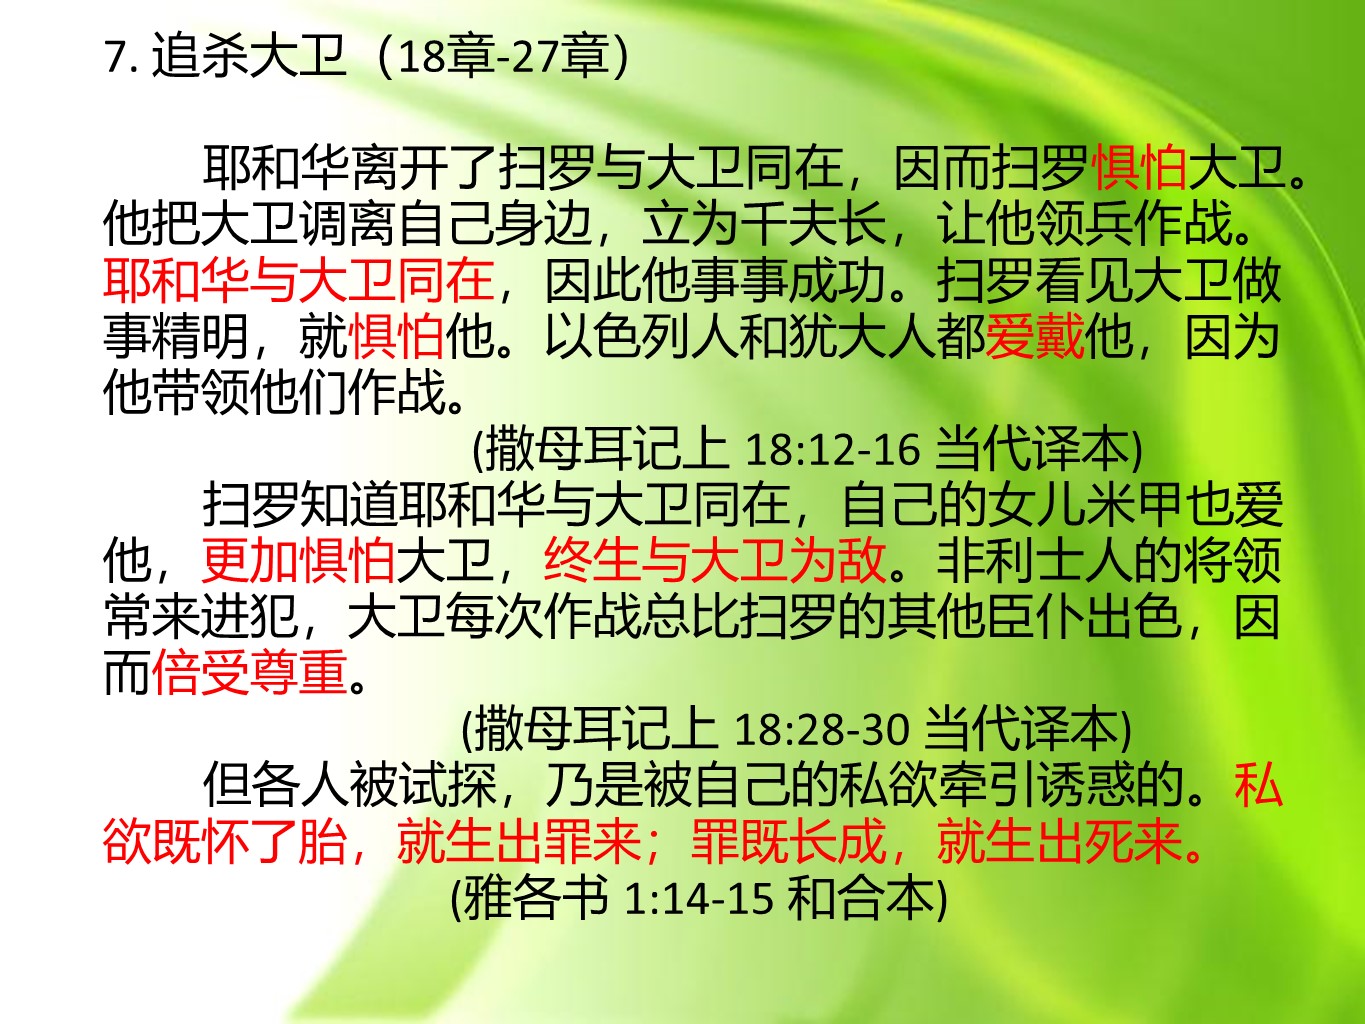 7. 追杀大卫（18章-27章）
耶和华离开了扫罗与大卫同在，因而扫罗惧怕大卫。
他把大卫调离自己身边，立为千夫长，让他领兵作战。
耶和华与大卫同在，因此他事事成功。扫罗看见大卫做
事精明，就惧怕他。以色列人和犹大人都爱戴他，因为
他带领他们作战。
(撒母耳记上 18:12-16 当代译本)
扫罗知道耶和华与大卫同在，自己的女儿米甲也爱
他，更加惧怕大卫，终生与大卫为敌。非利士人的将领
常来进犯，大卫每次作战总比扫罗的其他臣仆出色，因
而倍受尊重。
(撒母耳记上 18:28-30 当代译本)
但各人被试探，乃是被自己的私欲牵引诱惑的。私
欲既怀了胎，就生出罪来；罪既长成，就生出死来。
(雅各书 1:14-15 和合本)